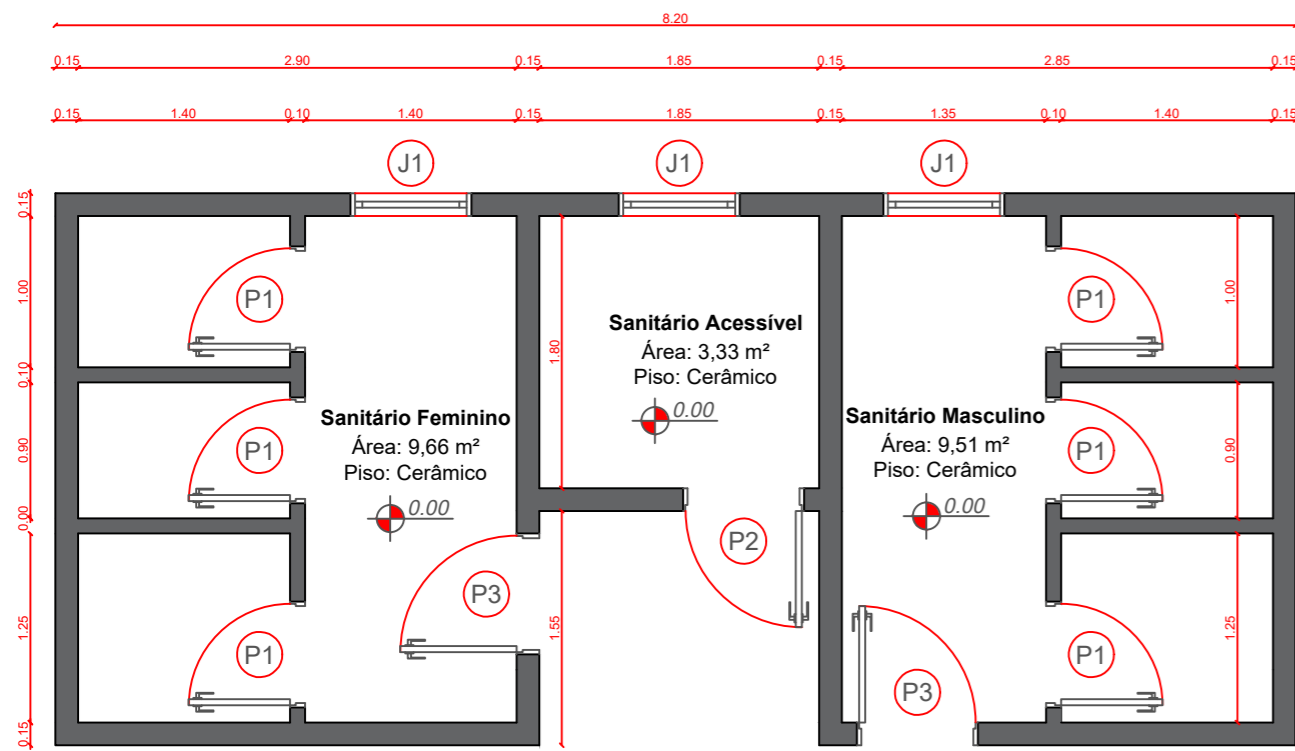 8.20
0.15 2.90 0.15 1.85 0.15 2.85 0.15
0.15 1.40 0.10 1.40 0.15 1.85 0.15 1.35 0.10 1.40 0.15
J1 J1 J1
0.15
1.00
0.10
0.90
0.00
1.25
0.15
P1
P1
P1
Sanitário Feminino
Área: 9,66 m²
Piso: Cerâmico
0.00
P3
1.80
1.55
Sanitário Acessível
Área: 3,33 m²
Piso: Cerâmico
0.00
P2
Sanitário Masculino
Área: 9,51 m²
Piso: Cerâmico
0.00
P3
P1
P1
P1
1.00
0.90
1.25